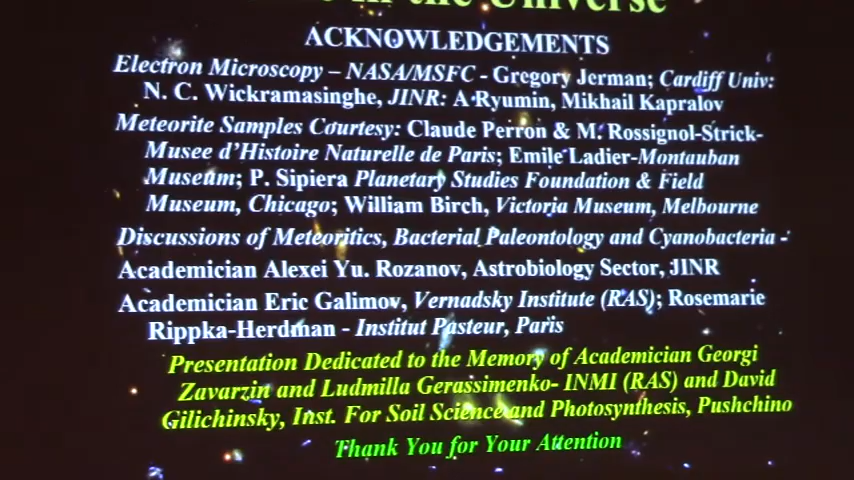 in the Universe
ACKNOWLEDGEMENTS
Electron Microscopy – NASA/MSFC - Gregory Jerman; Cardiff Univ:
N. C. Wickramasinghe, JINR: A Ryumin, Mikhail Kapralov
Meteorite Samples Courtesy: Claude Perron & M. Rossignol-Strick-
Musee d'Histoire Naturelle de Paris; Emile Ladier-Montauban
Museum; P. Sipiera Planetary Studies Foundation & Field
Museum, Chicago; William Birch, Victoria Museum, Melbourne
Discussions of Meteoritics, Bacterial Paleontology and Cyanobacteria -
Academician Alexei Yu. Rozanov, Astrobiology Sector, JINR
Academician Eric Galimov, Vernadsky Institute (RAS); Rosemarie
Rippka-Herdman - Institut Pasteur, Paris
Presentation Dedicated to the Memory of Academician Georgi
Zavarzin and Ludmilla Gerassimenko- INMI (RAS) and David
Gilichinsky, Inst. For Soil Science and Photosynthesis, Pushchino
Thank You for Your Attention